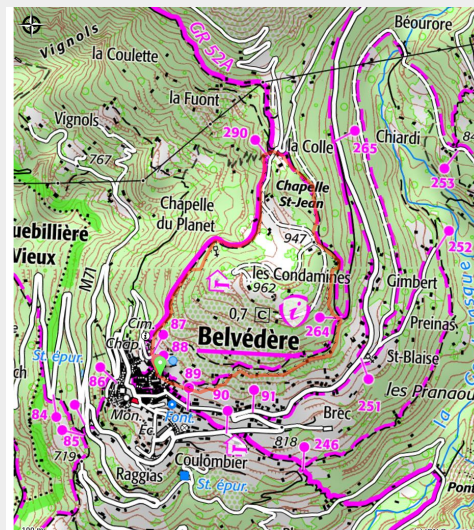 Vignols
GR 52A
Béourore
la Coulette
la Fuont
Vignols
290
la Colle
265
Chiardi
767
253
Chapelle
St-Jean
Chapelle
du Planet
252
uebillière
Vieux
947
M71
les Condamines
962
Gimbert
0,7 C
264
Preinas
Cim.
87
Belvédère
Chap.
88
St-Blaise
St. épur.
86
89
90
91
251
les Pranaou
84
Mon.
Font.
Éc.
Brec
85
719
818
246
Coulombier
Raggias
St. épur.
Pont